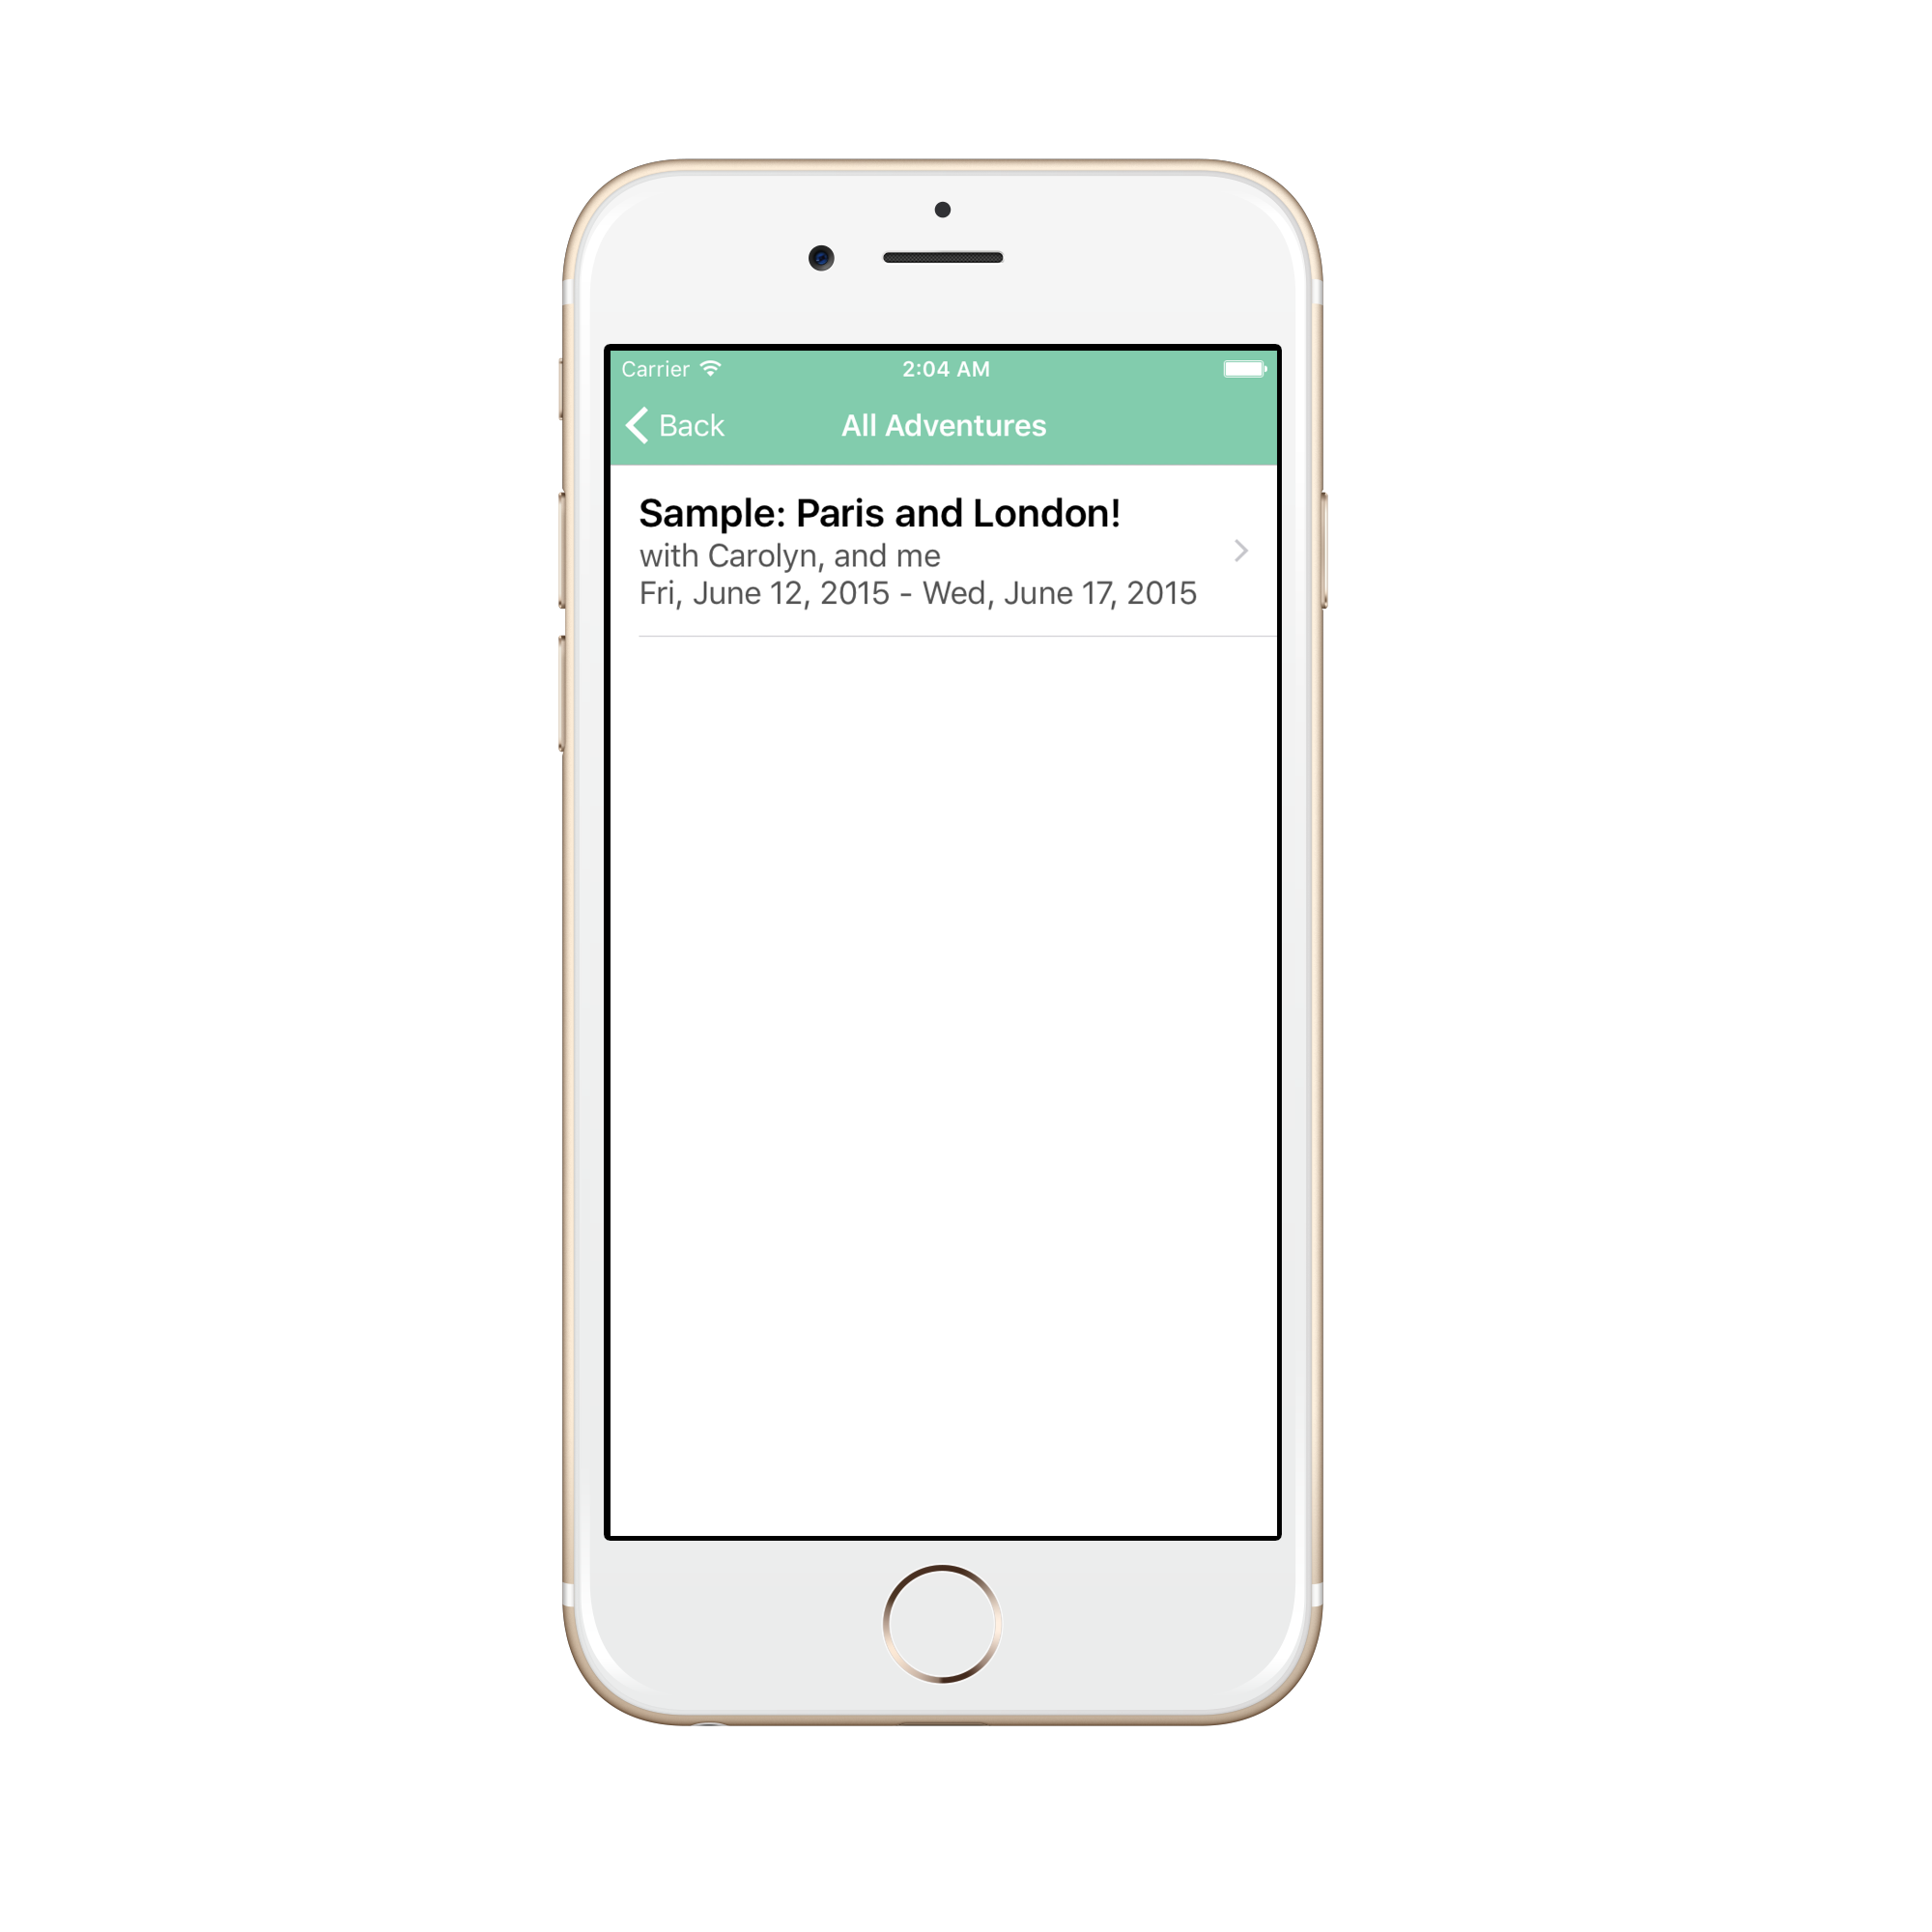 Carrier 2:04 AM
Back All Adventures
Sample: Paris and London!
with Carolyn, and me
Fri, June 12, 2015 - Wed, June 17, 2015